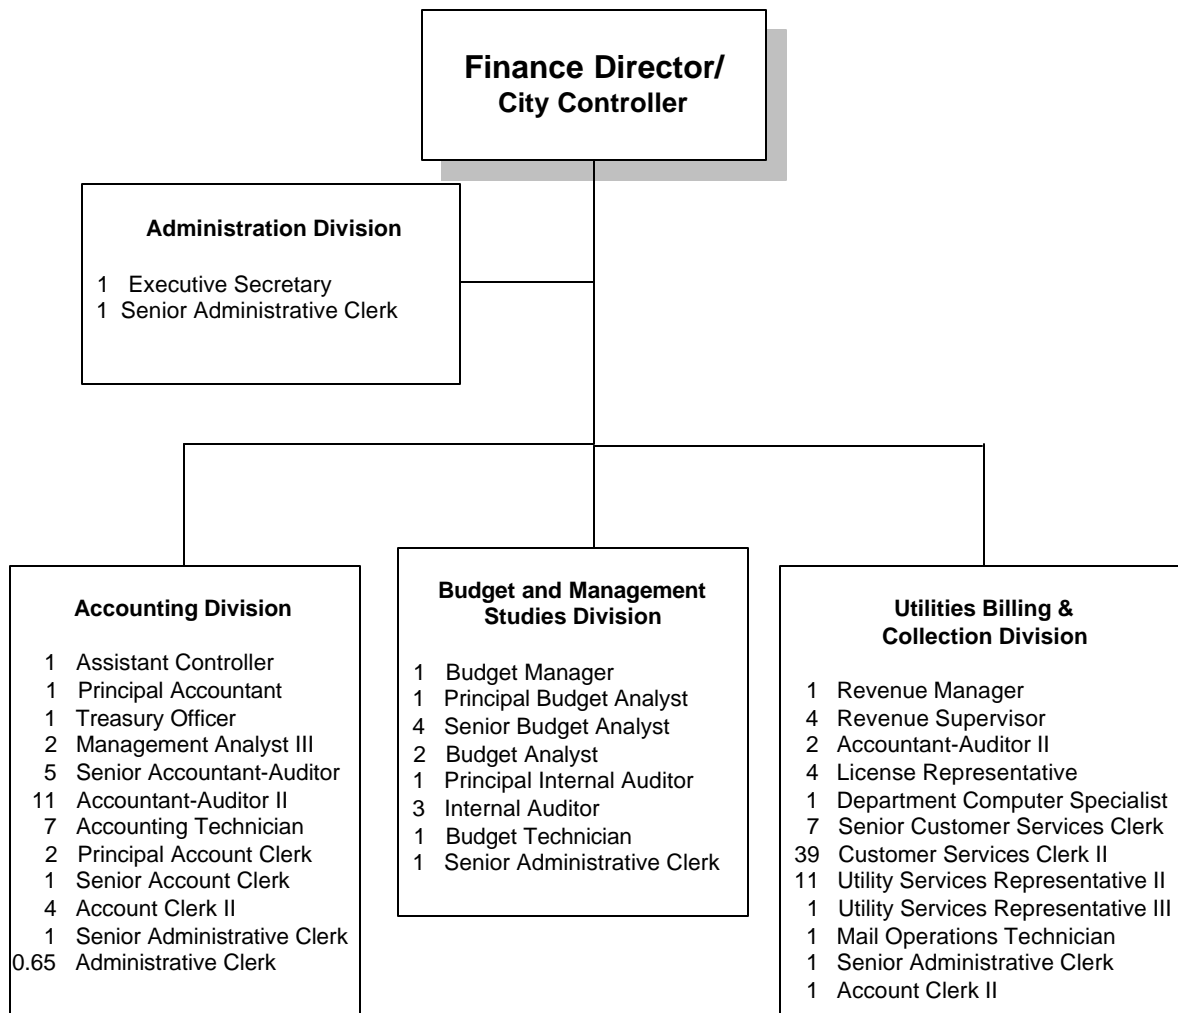 Finance Director/
City Controller
Administration Division
1 Executive Secretary
1 Senior Administrative Clerk
Accounting Division
1 Assistant Controller
1 Principal Accountant
1 Treasury Officer
2 Management Analyst III
5 Senior Accountant-Auditor
11 Accountant-Auditor II
7 Accounting Technician
2 Principal Account Clerk
1 Senior Account Clerk
4 Account Clerk II
1 Senior Administrative Clerk
0.65 Administrative Clerk
Budget and Management
Studies Division
1 Budget Manager
1 Principal Budget Analyst
4 Senior Budget Analyst
2 Budget Analyst
1 Principal Internal Auditor
3 Internal Auditor
1 Budget Technician
1 Senior Administrative Clerk
Utilities Billing &
Collection Division
1 Revenue Manager
4 Revenue Supervisor
2 Accountant-Auditor II
4 License Representative
1 Department Computer Specialist
7 Senior Customer Services Clerk
39 Customer Services Clerk II
11 Utility Services Representative II
1 Utility Services Representative III
1 Mail Operations Technician
1 Senior Administrative Clerk
1 Account Clerk II